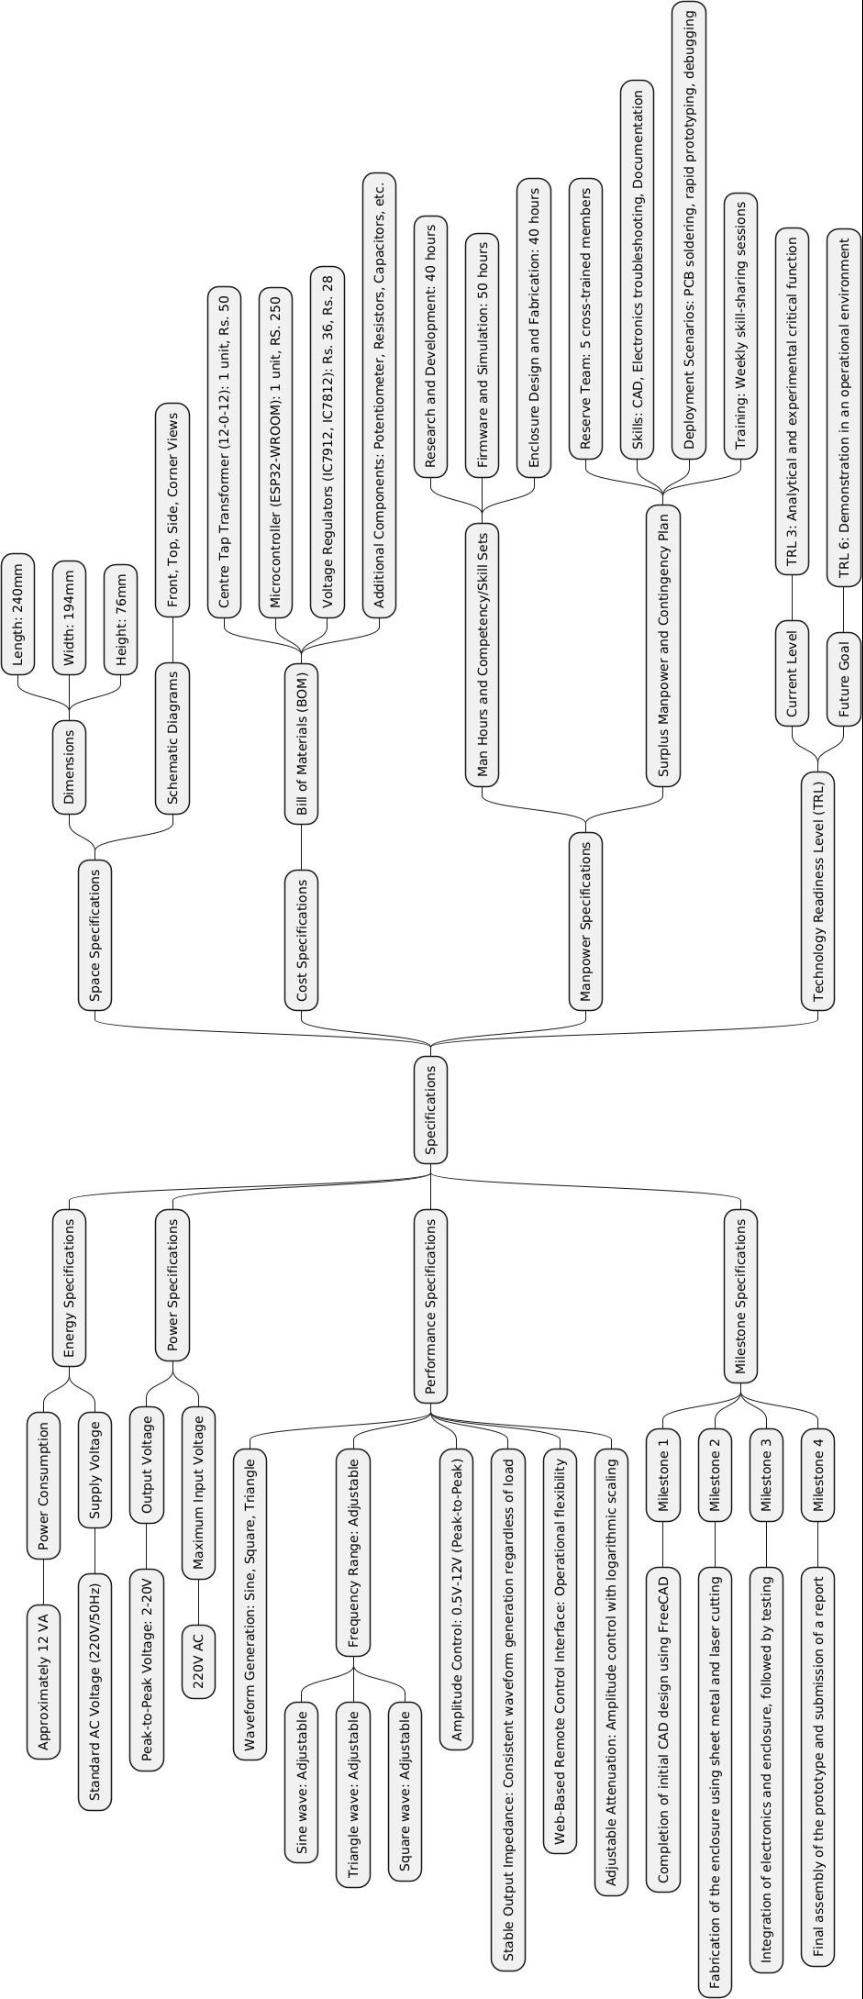 Specifications
Space Specifications
Dimensions
Length: 240mm
Width: 194mm
Height: 76mm
Schematic Diagrams
Front, Top, Side, Corner Views
Cost Specifications
Bill of Materials (BOM)
Centre Tap Transformer (12-0-12): 1 unit, Rs. 50
Microcontroller (ESP32-WROOM): 1 unit, RS. 250
Voltage Regulators (IC7912, IC7812): Rs. 36, Rs. 28
Additional Components: Potentiometer, Resistors, Capacitors, etc.
Manpower Specifications
Man Hours and Competency/Skill Sets
Research and Development: 40 hours
Firmware and Simulation: 50 hours
Enclosure Design and Fabrication: 40 hours
Surplus Manpower and Contingency Plan
Reserve Team: 5 cross-trained members
Skills: CAD, Electronics troubleshooting, Documentation
Deployment Scenarios: PCB soldering, rapid prototyping, debugging
Training: Weekly skill-sharing sessions
Technology Readiness Level (TRL)
Current Level
TRL 3: Analytical and experimental critical function
Future Goal
TRL 6: Demonstration in an operational environment
Energy Specifications
Power Consumption
Approximately 12 VA
Supply Voltage
Standard AC Voltage (220V/50Hz)
Power Specifications
Output Voltage
Peak-to-Peak Voltage: 2-20V
Maximum Input Voltage
220V AC
Performance Specifications
Waveform Generation: Sine, Square, Triangle
Frequency Range: Adjustable
Sine wave: Adjustable
Triangle wave: Adjustable
Square wave: Adjustable
Amplitude Control: 0.5V-12V (Peak-to-Peak)
Stable Output Impedance: Consistent waveform generation regardless of load
Web-Based Remote Control Interface: Operational flexibility
Adjustable Attenuation: Amplitude control with logarithmic scaling
Milestone Specifications
Milestone 1
Completion of initial CAD design using FreeCAD
Milestone 2
Fabrication of the enclosure using sheet metal and laser cutting
Milestone 3
Integration of electronics and enclosure, followed by testing
Milestone 4
Final assembly of the prototype and submission of a report